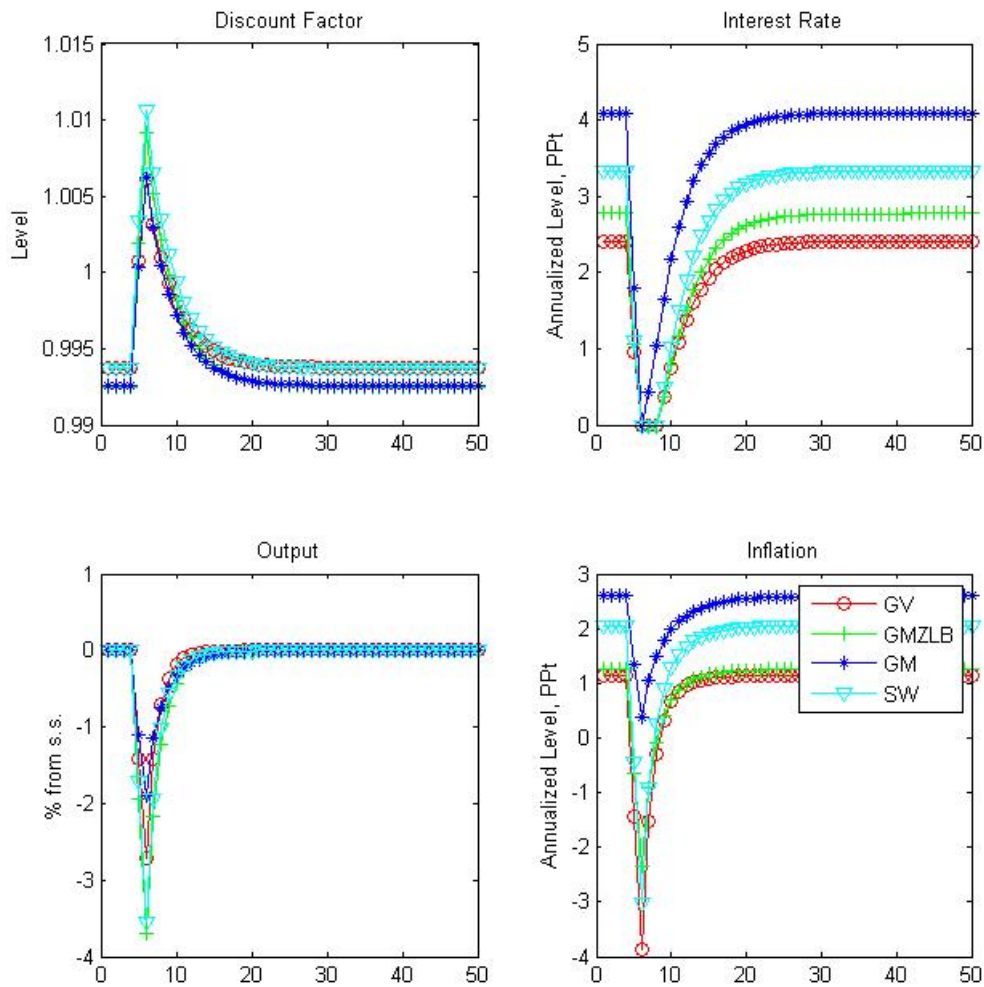 Discount Factor
Level
1.015
1.01
1.005
1
0.995
0.99
0 10 20 30 40 50
Interest Rate
Annualized Level, PPt
5
4
3
2
1
0
0 10 20 30 40 50
Output
% from s.s.
1
0
-1
-2
-3
-4
0 10 20 30 40 50
Inflation
Annualized Level, PPt
3
2
1
0
-1
-2
-3
-4
0 10 20 30 40 50
GV
GMZLB
GM
SW